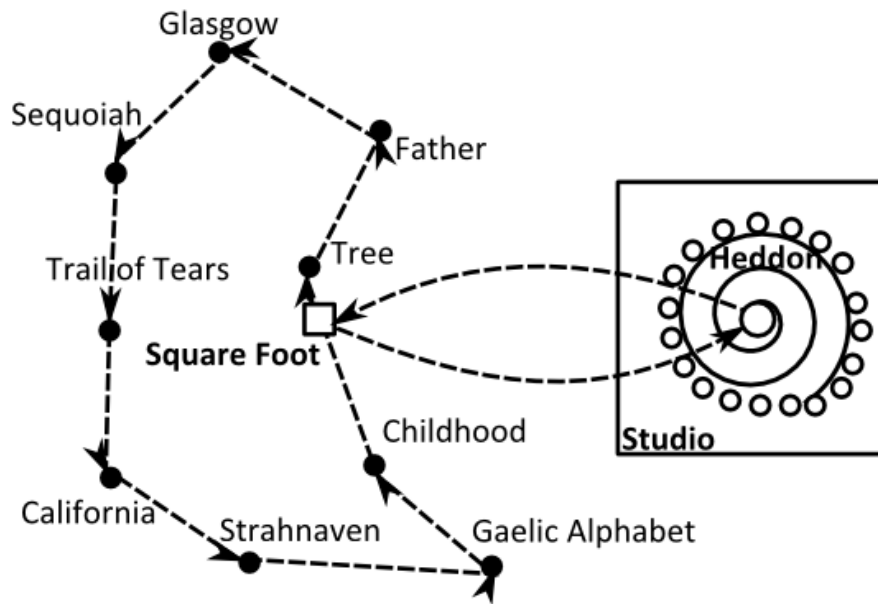 Glasgow
Sequoiah
Father
Trail of Tears
Tree
Heddon
Square Foot
Childhood
Studio
California
Strahnaven
Gaelic Alphabet